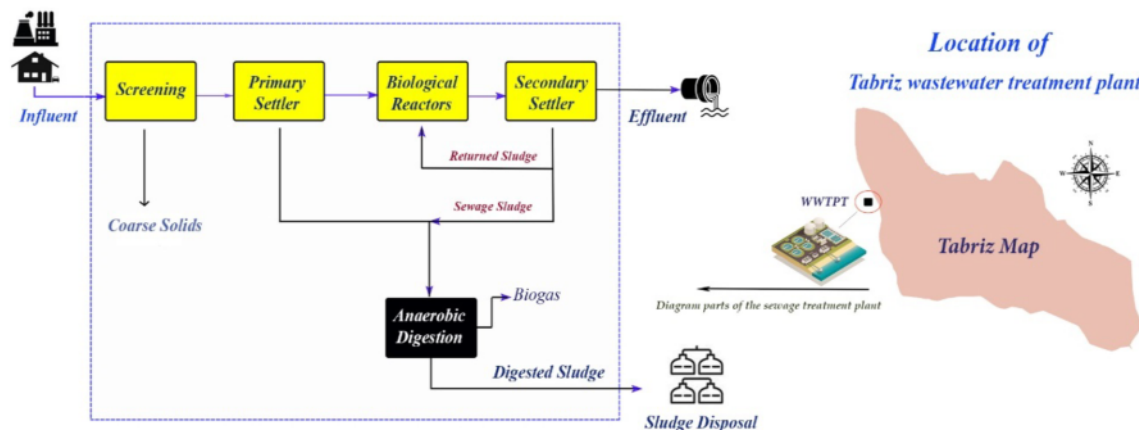 Influent
Screening
Primary
Settler
Biological
Reactors
Secondary
Settler
Effluent
Returned Sludge
Sewage Sludge
Coarse Solids
Biogas
Anaerobic
Digestion
Digested Sludge
Sludge Disposal
Location of
Tabriz wastewater treatment plant
N
W
E
S
WWTPT
Tabriz Map
Diagram parts of the sewage treatment plant